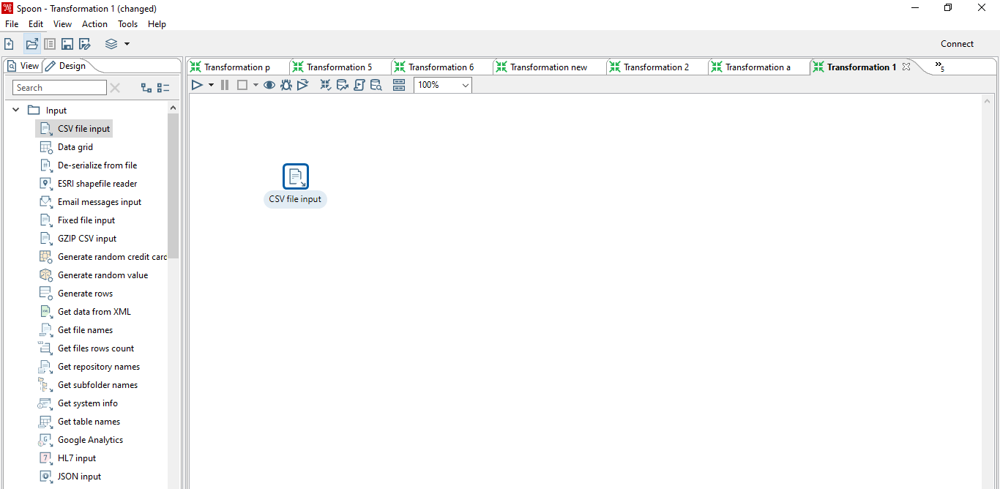 Spoon - Transformation 1 (changed)
File Edit View Action Tools Help
Connect
View Design
Transformation p Transformation 5 Transformation 6 Transformation new Transformation 2 Transformation a Transformation 1 »5
Search
100%
Input
CSV file input
Data grid
De-serialize from file
ESRI shapefile reader
Email messages input
Fixed file input
GZIP CSV input
Generate random credit card
Generate random value
Generate rows
Get data from XML
Get file names
Get files rows count
Get repository names
Get subfolder names
Get system info
Get table names
Google Analytics
HL7 input
JSON input
CSV file input